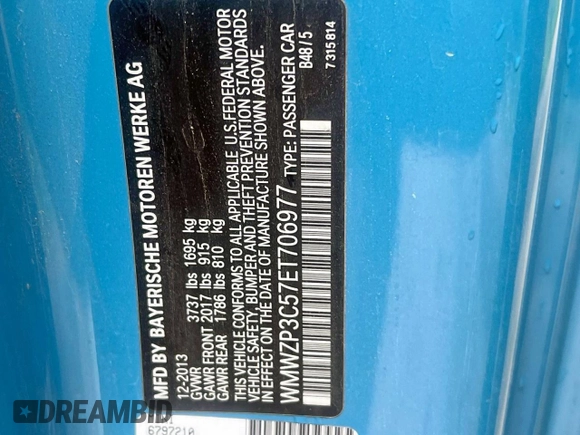 MFD BY BAYERISCHE MOTOREN WERKE AG
12-2013
GVWR 3737 lbs 1695 kg
GAWR FRONT 2017 lbs 915 kg
GAWR REAR 1786 lbs 810 kg
THIS VEHICLE CONFORMS TO ALL APPLICABLE U.S.FEDERAL MOTOR
VEHICLE SAFETY, BUMPER AND THEFT PREVENTION STANDARDS
IN EFFECT ON THE DATE OF MANUFACTURE SHOWN ABOVE.
WMWZP3C57ET706977 TYPE: PASSENGER CAR
B48/5
7315814
6797210
DREAMBID